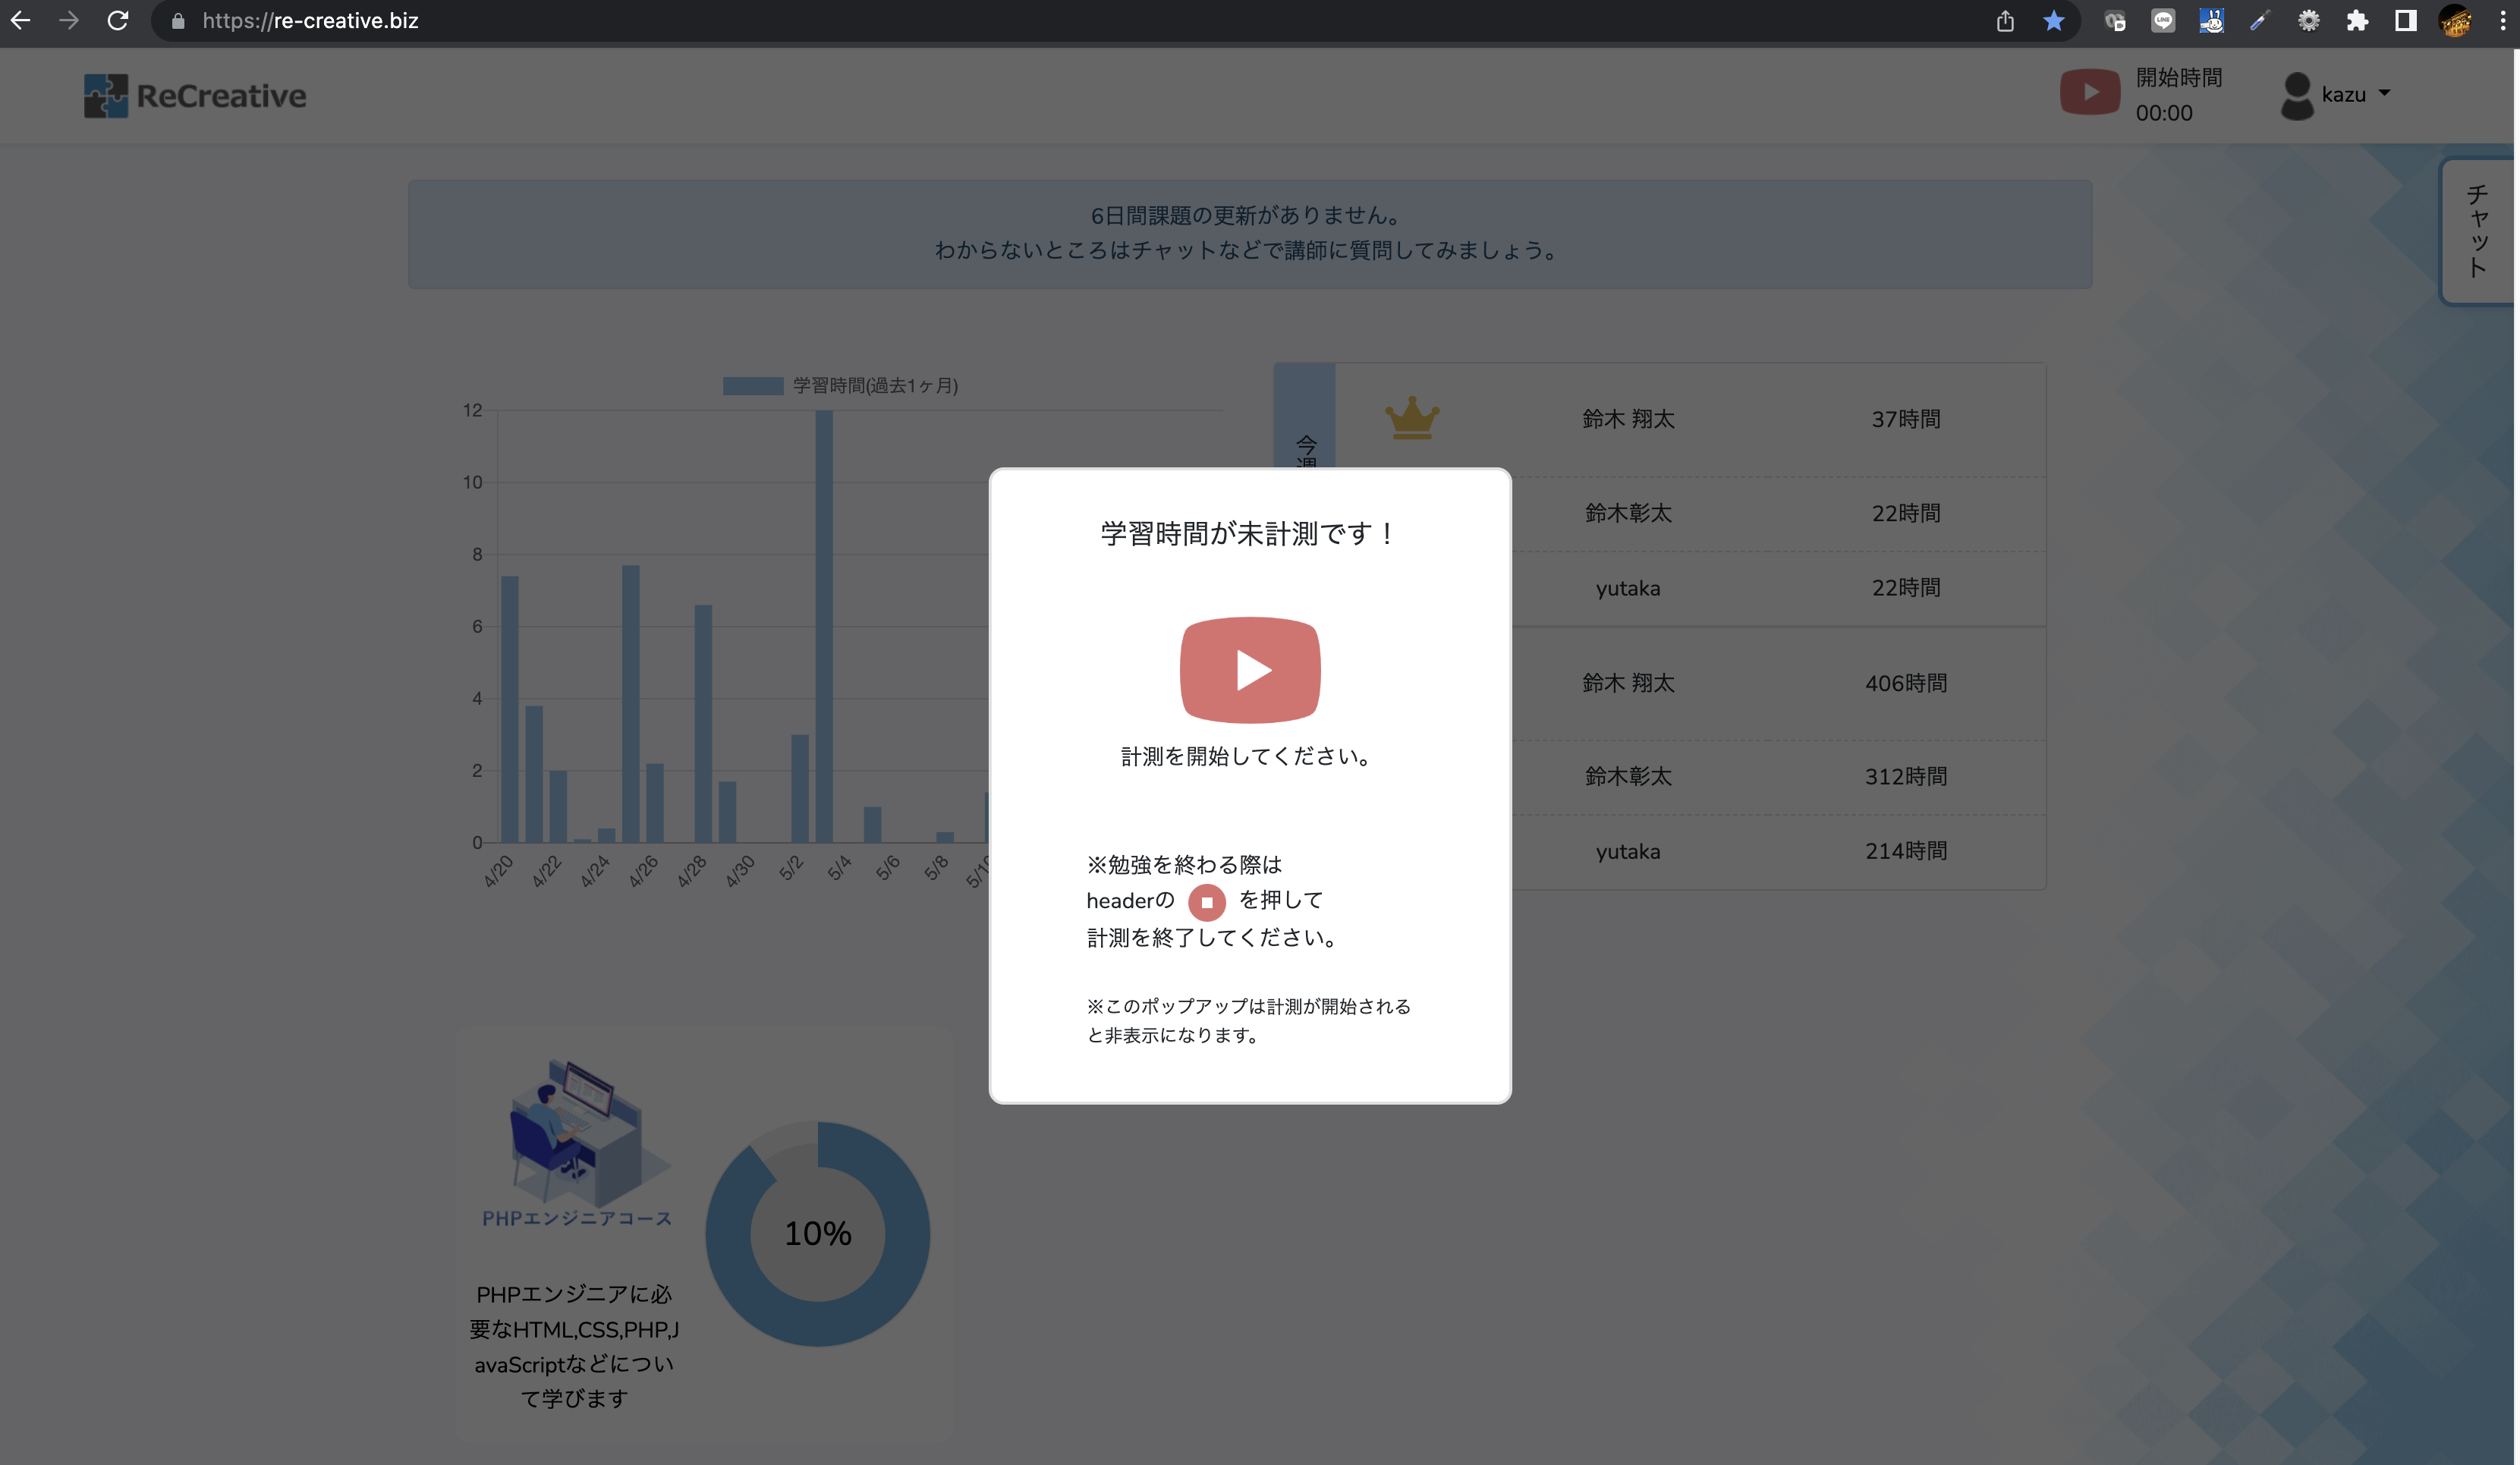 https://re-creative.biz
ReCreative
開始時間
00:00
kazu
チャット
6日間課題の更新がありません。
わからないところはチャットなどで講師に質問してみましょう。
学習時間(過去1ヶ月)
12
10
8
6
4
2
0
4/20
4/22
4/24
4/26
4/28
4/30
5/2
5/4
5/6
5/8
今
鈴木 翔太 37時間
鈴木彰太 22時間
yutaka 22時間
鈴木 翔太 406時間
鈴木彰太 312時間
yutaka 214時間
学習時間が未計測です！
計測を開始してください。
※勉強を終わる際は
headerの を押して
計測を終了してください。
※このポップアップは計測が開始される
と非表示になります。
PHPエンジニアコース
PHPエンジニアに必
要なHTML,CSS,PHP,J
avaScriptなどについ
て学びます
10%